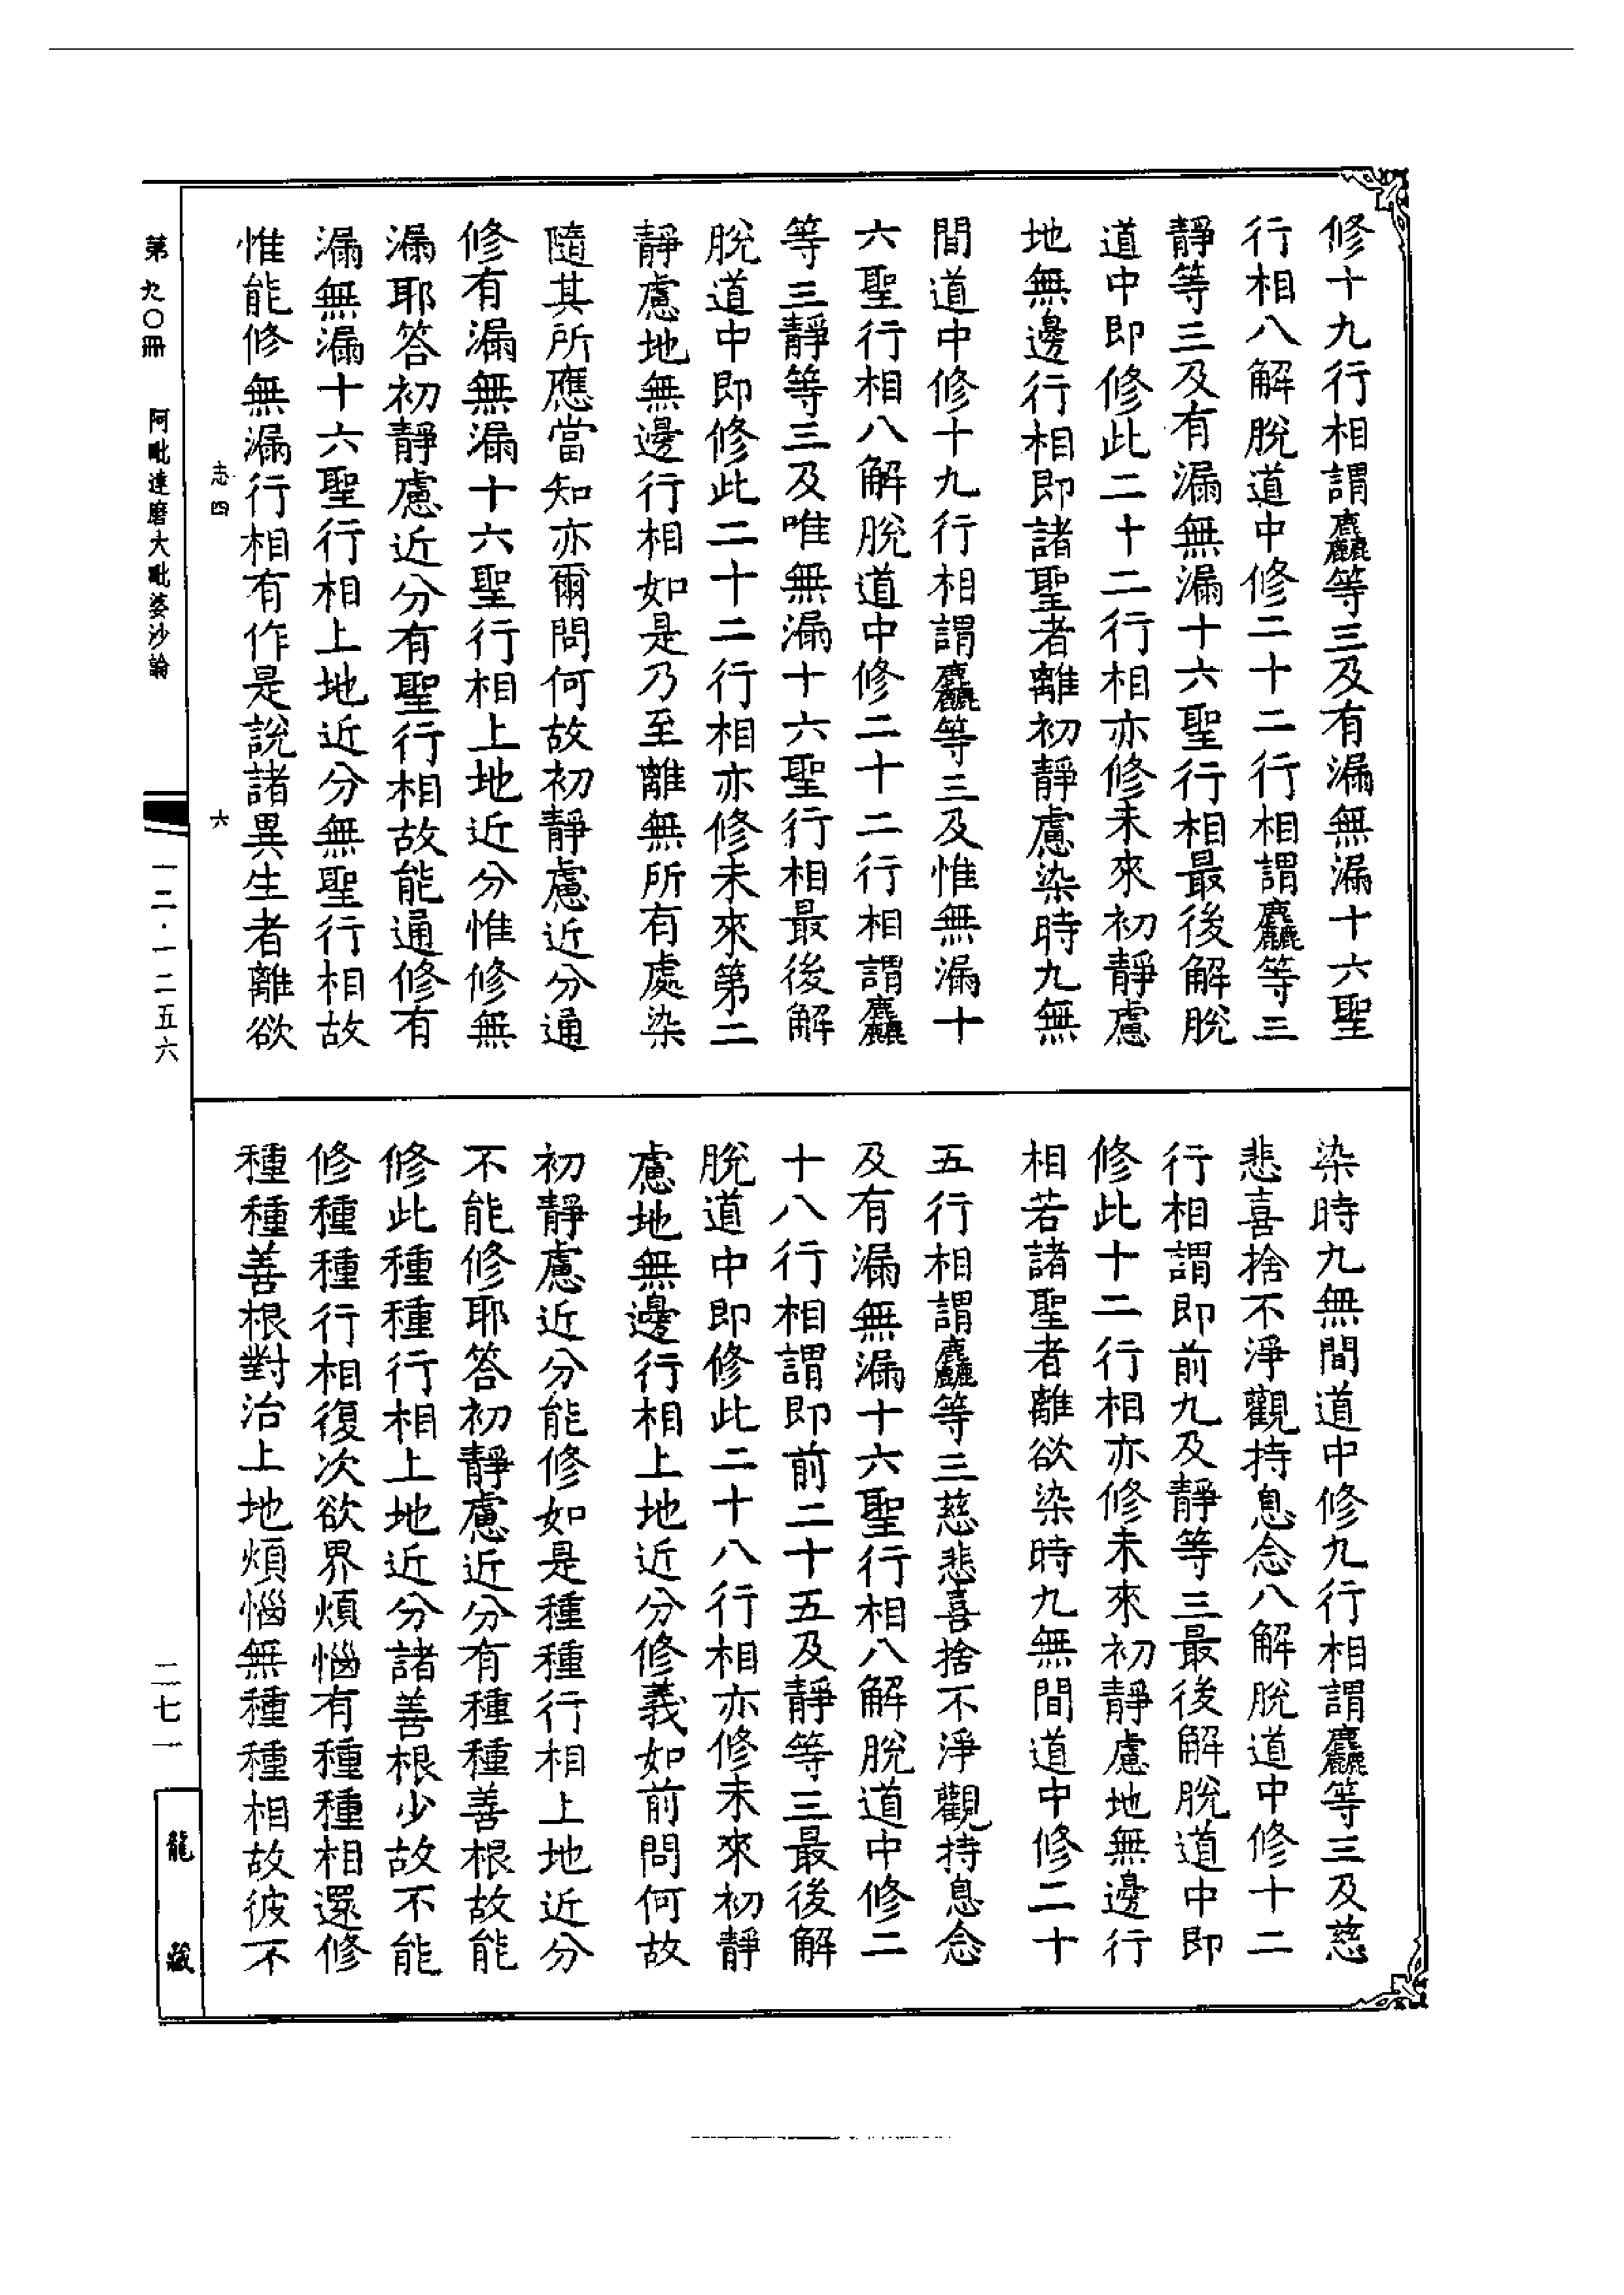 修十九行相謂麤等三及有漏無漏十六聖
行相八解脫道中修二十二行相謂麤等三
靜等三及有漏無漏十六聖行相最後解脫
道中即修此二十二行相亦修未來初靜慮
地無邊行相即諸聖者離初靜慮染時九無
間道中修十九行相謂麤等三及惟無漏十
六聖行相八解脫道中修二十二行相謂麤
等三靜等三及唯無漏十六聖行相最後解
脫道中即修此二十二行相亦修未來第二
靜慮地無邊行相如是乃至離無所有處染
隨其所應當知亦爾問何故初靜慮近分通
修有漏無漏十六聖行相上地近分惟修無
漏耶答初靜慮近分有聖行相故能通修有
漏無漏十六聖行相上地近分無聖行相故
惟能修無漏行相有作是說諸異生者離欲
染時九無間道中修九行相謂麤等三及慈
悲喜捨不淨觀持息念八解脫道中修十二
行相謂即前九及靜等三最後解脫道中即
修此十二行相亦修未來初靜慮地無邊行
相若諸聖者離欲染時九無間道中修二十
五行相謂麤等三慈悲喜捨不淨觀持息念
及有漏無漏十六聖行相八解脫道中修二
十八行相謂即前二十五及靜等三最後解
脫道中即修此二十八行相亦修未來初靜
慮地無邊行相上地近分修義如前問何故
初靜慮近分能修如是種種行相上地近分
不能修耶答初靜慮近分有種種善根故能
修此種種行相上地近分諸善根少故不能
修種種行相復次欲界煩惱有種種相還修
種種善根對治上地煩惱無種種相故彼不
志四
六
第九〇冊
阿毗達磨大毗婆沙論
一二·一二五六
二七一
龍藏